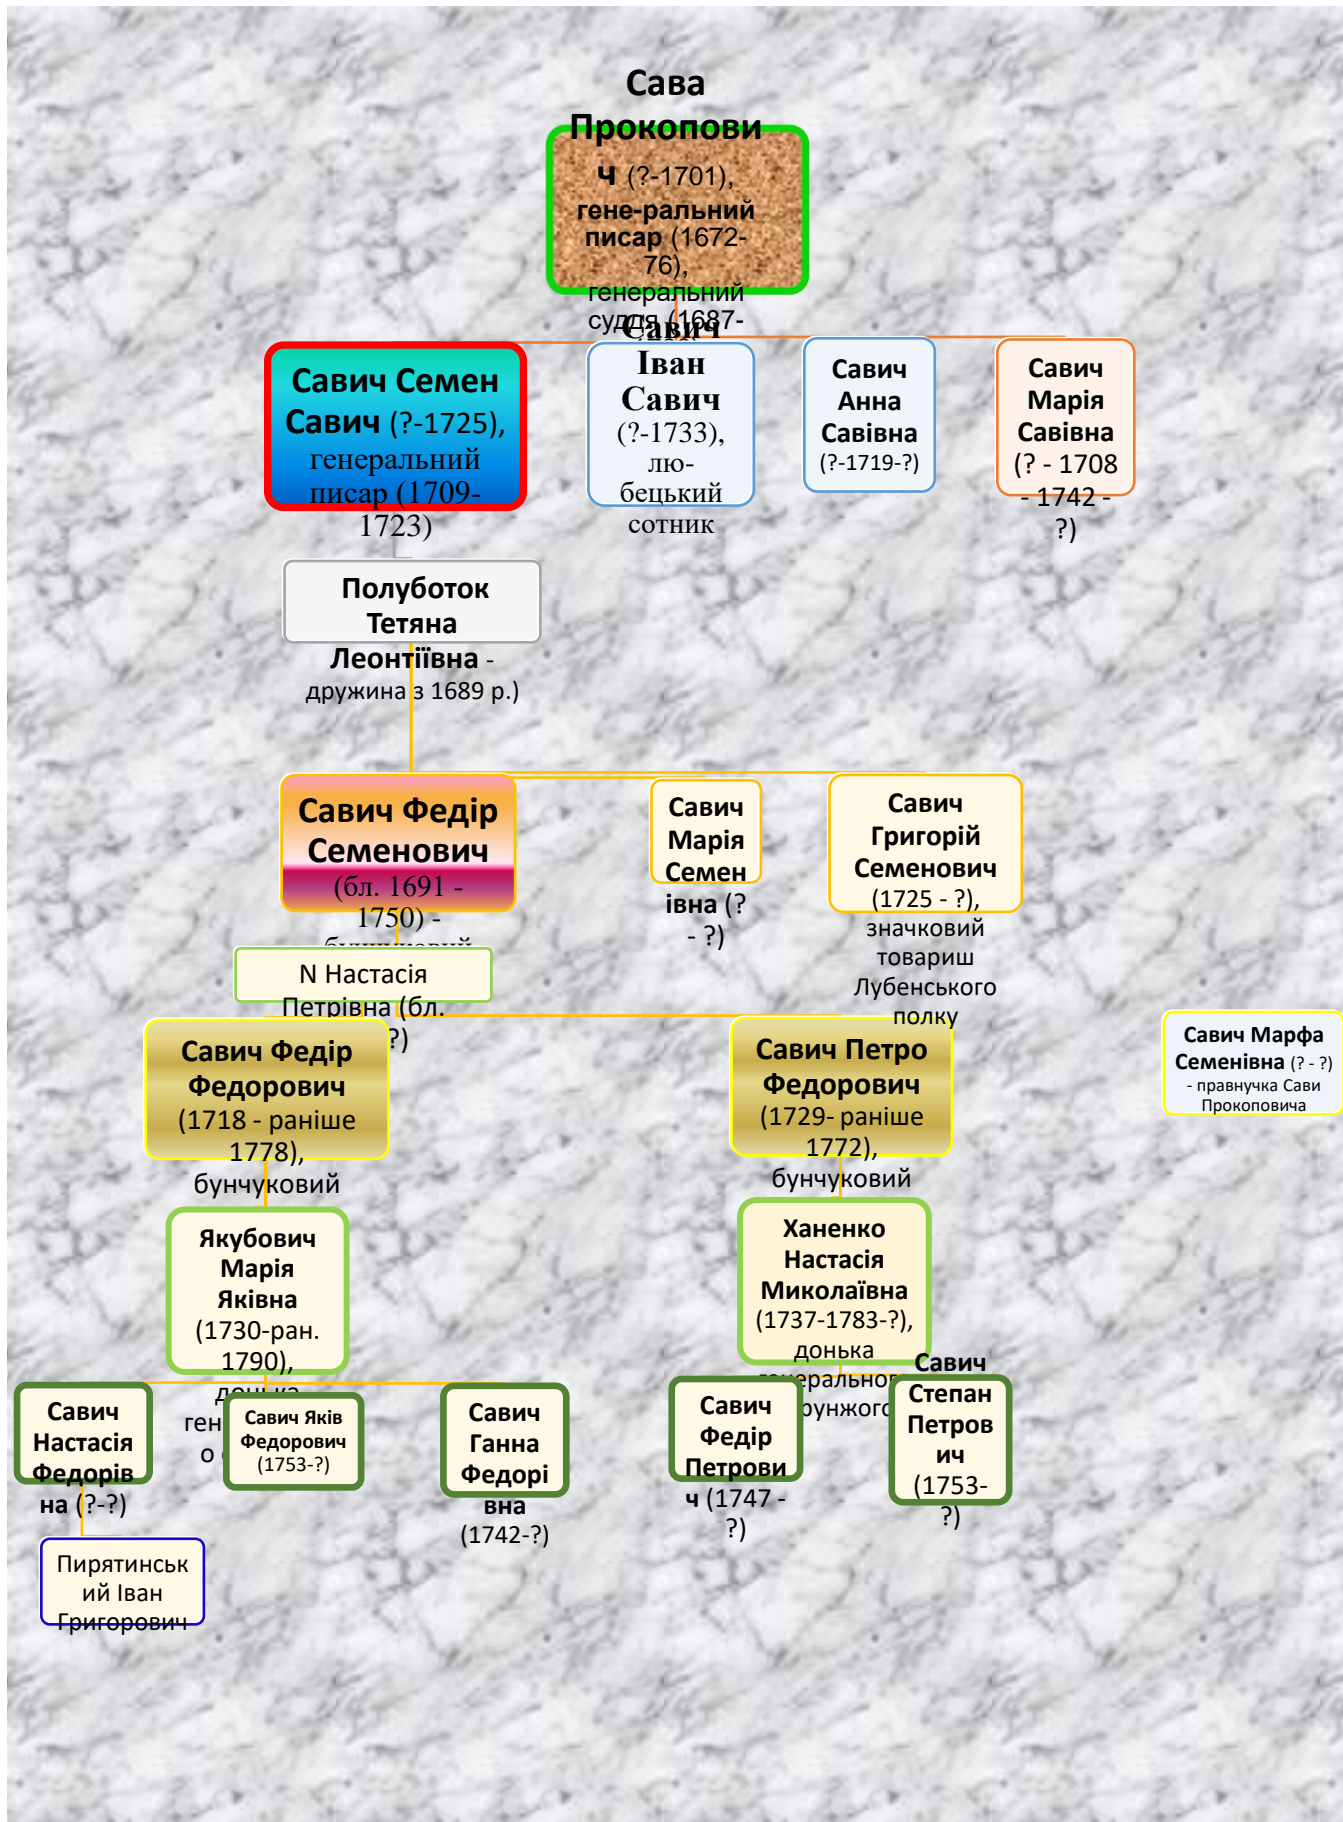 Сава
Прокопови
ч (?-1701),
гене-ральний
писар (1672-
76),
генеральний
суддя (1687-
Савич Семен
Савич (?-1725),
генеральний
писар (1709-
1723)
Савич
Іван
Савич
(?-1733),
лю-
бецький
сотник
Савич
Анна
Савівна
(?-1719-?)
Савич
Марія
Савівна
(? - 1708
- 1742 -
?)
Полуботок
Тетяна
Леонтіївна -
дружина з 1689 р.)
Савич Федір
Семенович
(бл. 1691 -
1750) -
бунчуковий
Савич
Марія
Семен
івна (?
- ?)
Савич
Григорій
Семенович
(1725 - ?),
значковий
товариш
Лубенського
полку
N Настасія
Петрівна (бл.
?)
Савич Федір
Федорович
(1718 - раніше
1778),
бунчуковий
Савич Петро
Федорович
(1729- раніше
1772),
бунчуковий
Савич Марфа
Семенівна (? - ?)
- правнучка Сави
Прокоповича
Якубович
Марія
Яківна
(1730-ран.
1790),
донька
ген
о
Ханенко
Настасія
Миколаївна
(1737-1783-?),
донька
генерального
рунжого
Савич
Настасія
Федорів
на (?-?)
Савич Яків
Федорович
(1753-?)
Савич
Ганна
Федорі
вна
(1742-?)
Савич
Федір
Петрови
ч (1747 -
?)
Савич
Степан
Петров
ич
(1753-
?)
Пирятинськ
ий Іван
Григорович